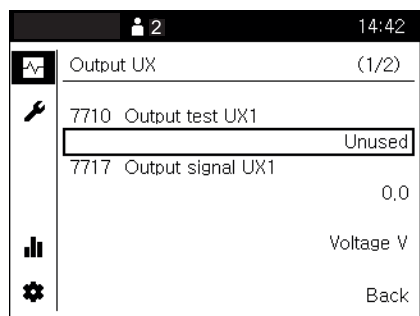 2 14:42
Output UX (1/2)
7710 Output test UX1
Unused
7717 Output signal UX1
0.0
Voltage V
Back